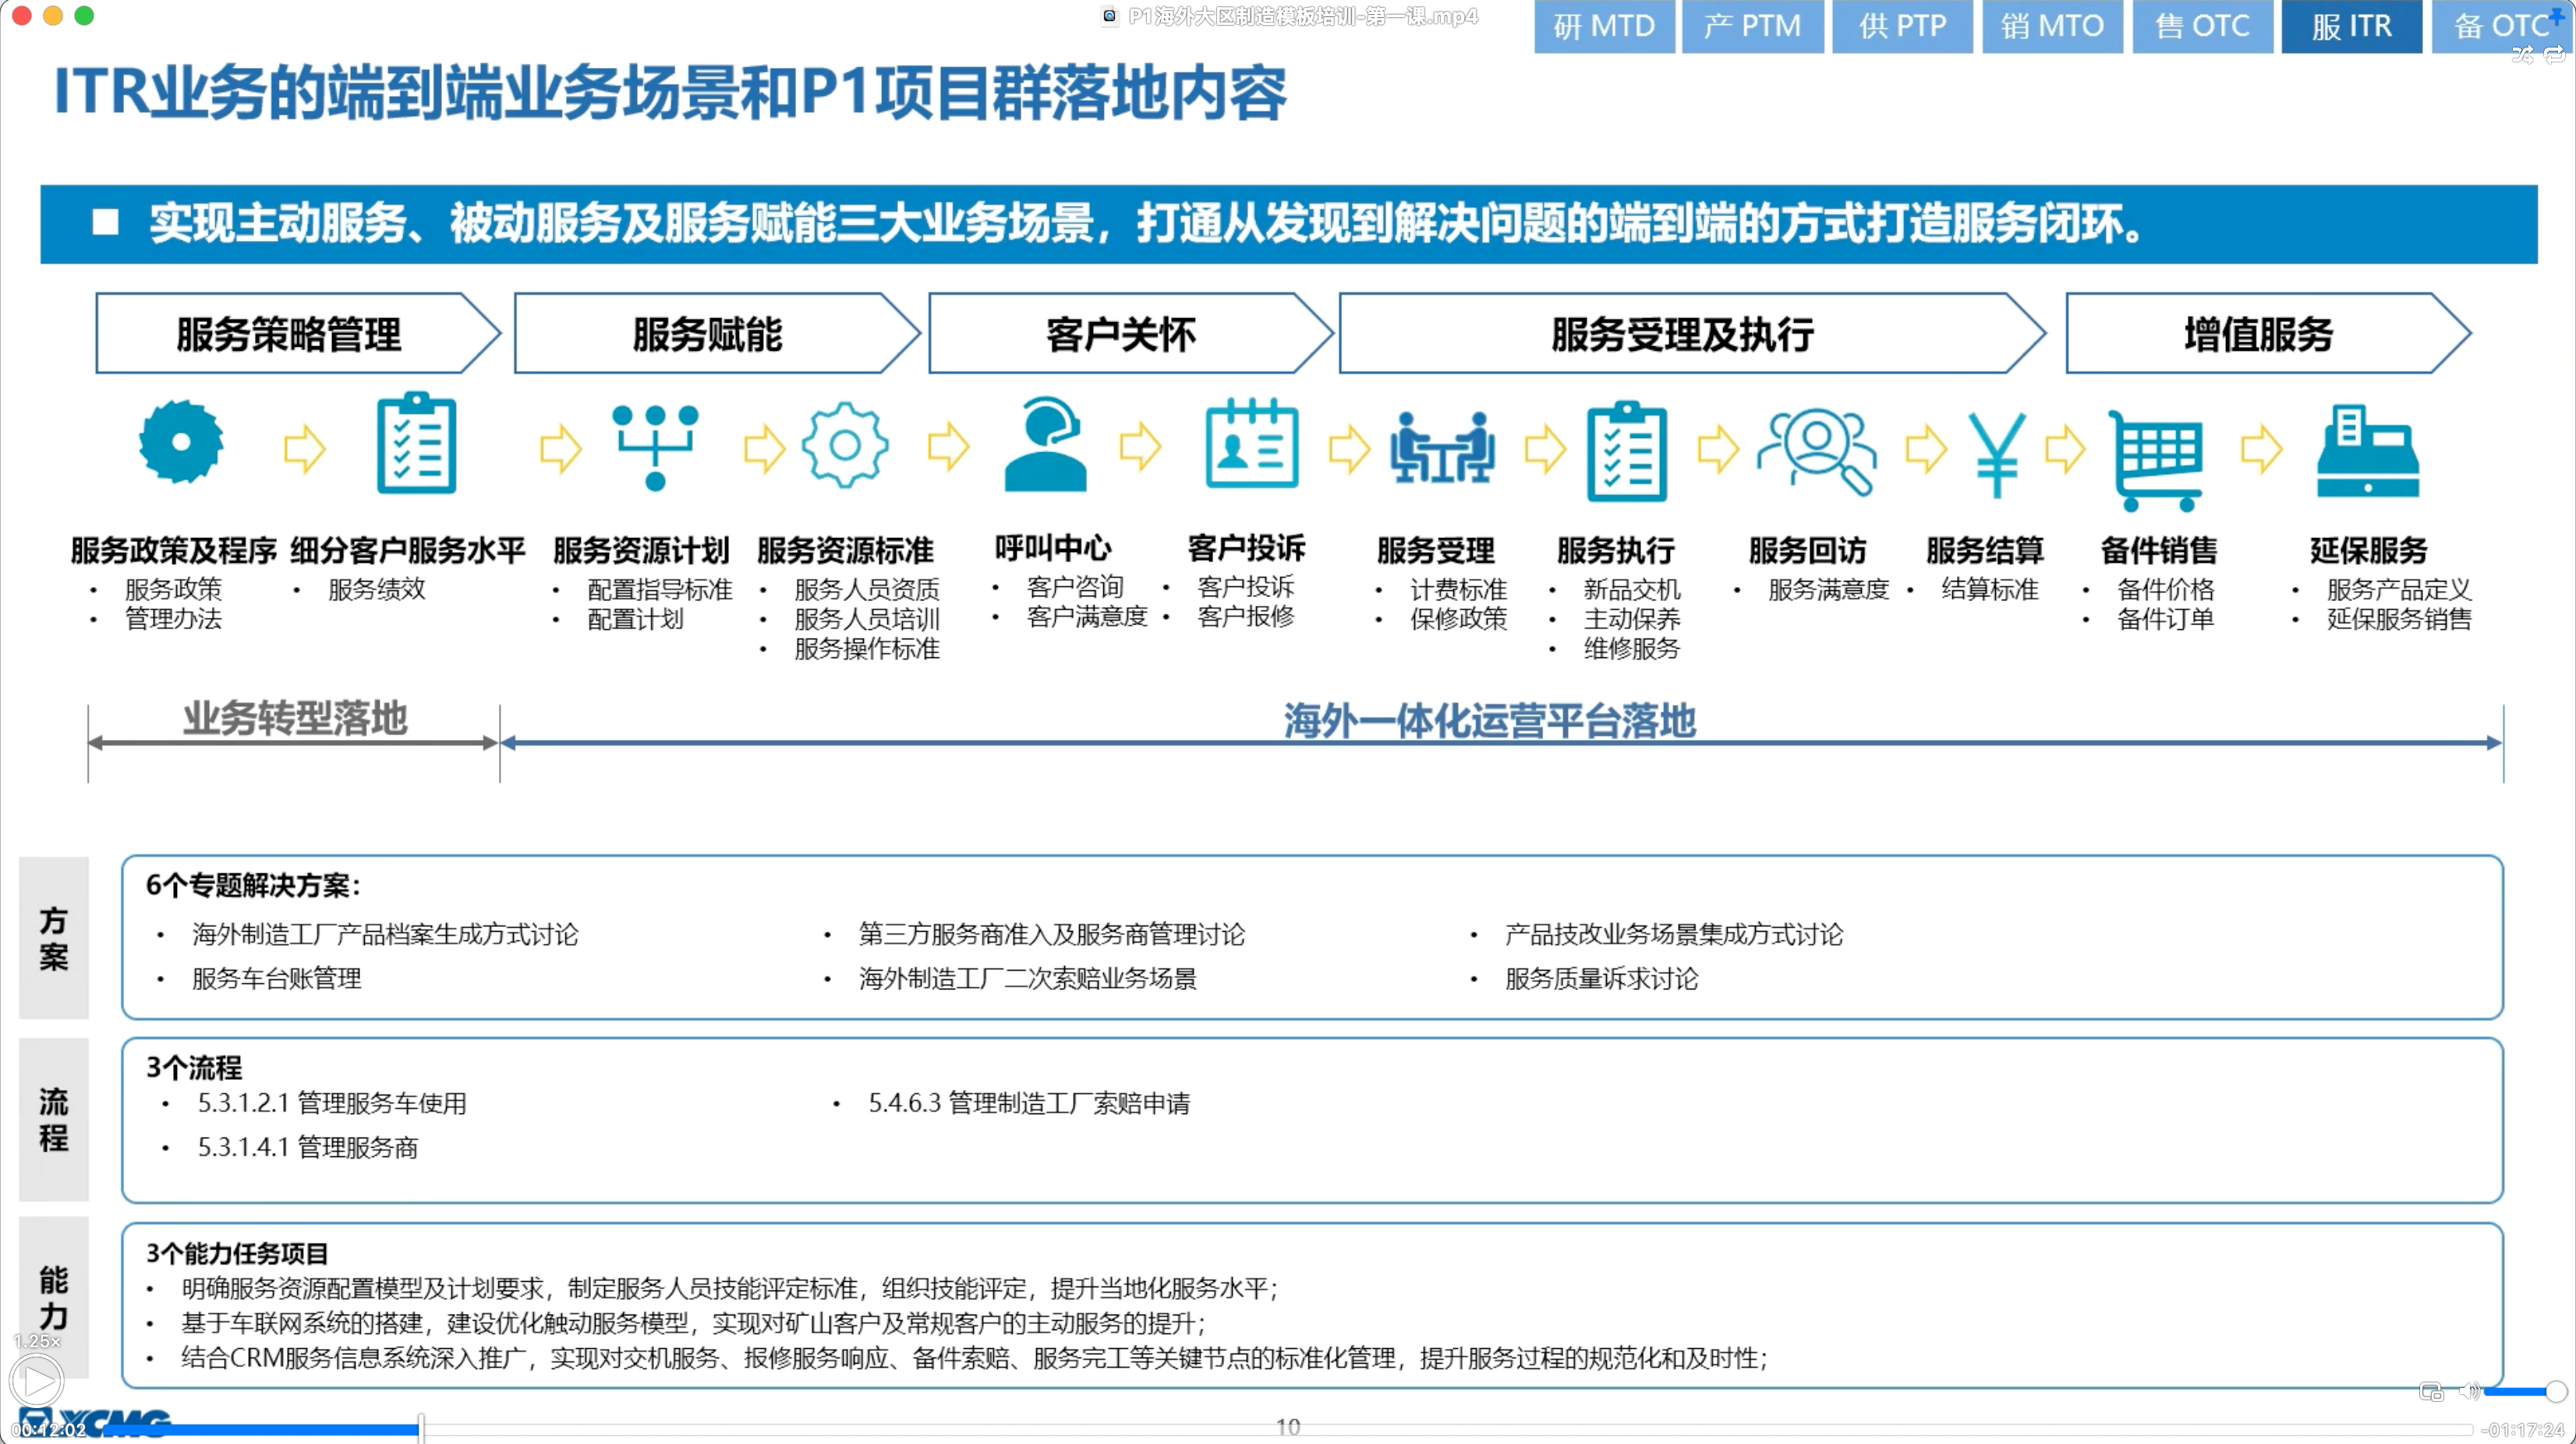 P1海外大区制造模板培训-第一课.mp4
研 MTD
产 PTM
供 PTP
销 MTO
售 OTC
服 ITR
备 OTC
ITR业务的端到端业务场景和P1项目群落地内容
实现主动服务、被动服务及服务赋能三大业务场景，打通从发现到解决问题的端到端的方式打造服务闭环。
服务策略管理
服务赋能
客户关怀
服务受理及执行
增值服务
服务政策及程序
• 服务政策
• 管理办法
细分客户服务水平
• 服务绩效
服务资源计划
• 配置指导标准
• 配置计划
服务资源标准
• 服务人员资质
• 服务人员培训
• 服务操作标准
呼叫中心
• 客户咨询
• 客户满意度
客户投诉
• 客户投诉
• 客户报修
服务受理
• 计费标准
• 保修政策
服务执行
• 新品交机
• 主动保养
• 维修服务
服务回访
• 服务满意度
服务结算
• 结算标准
备件销售
• 备件价格
• 备件订单
延保服务
• 服务产品定义
• 延保服务销售
业务转型落地
海外一体化运营平台落地
方案
6个专题解决方案：
• 海外制造工厂产品档案生成方式讨论
• 第三方服务商准入及服务商管理讨论
• 产品技改业务场景集成方式讨论
• 服务车台账管理
• 海外制造工厂二次索赔业务场景
• 服务质量诉求讨论
流程
3个流程
• 5.3.1.2.1 管理服务车使用
• 5.4.6.3 管理制造工厂索赔申请
• 5.3.1.4.1 管理服务商
能力
3个能力任务项目
• 明确服务资源配置模型及计划要求，制定服务人员技能评定标准，组织技能评定，提升当地化服务水平；
• 基于车联网系统的搭建，建设优化触动服务模型，实现对矿山客户及常规客户的主动服务的提升；
• 结合CRM服务信息系统深入推广，实现对交机服务、报修服务响应、备件索赔、服务完工等关键节点的标准化管理，提升服务过程的规范化和及时性；
1.25×
XCMG
00:12:02
10
-01:17:24